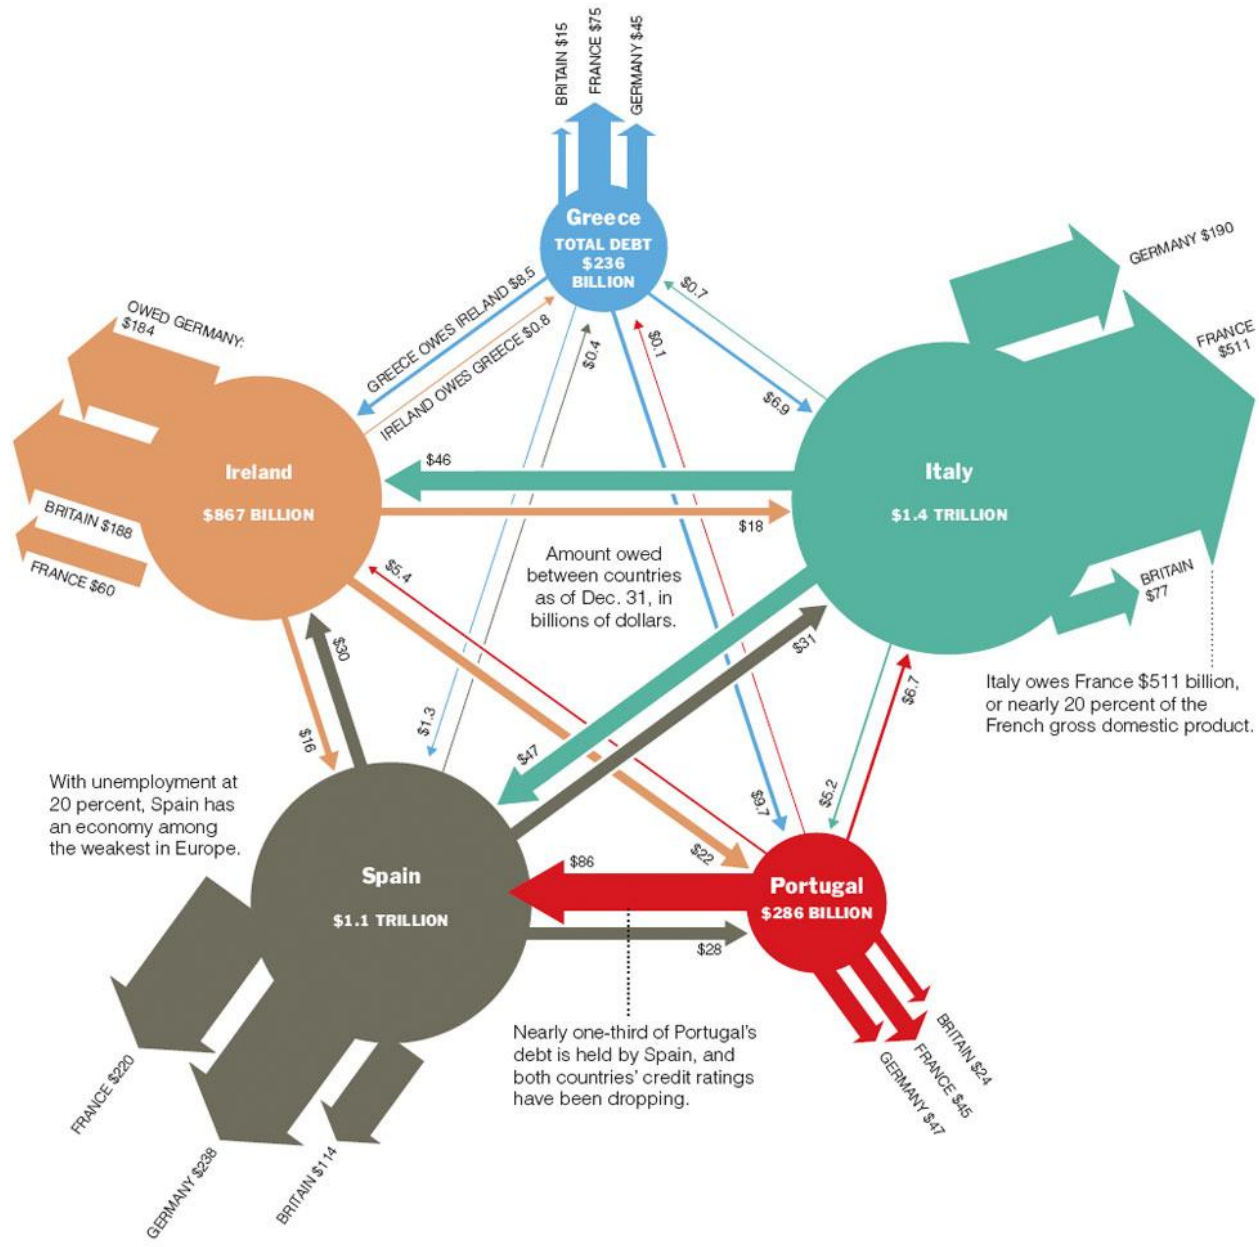 BRITAIN $15
FRANCE $75
GERMANY $45
Greece
TOTAL DEBT
$236
BILLION
GREECE OWES IRELAND $8.5
IRELAND OWES GREECE $0.8
$0.4
$0.1
$0.7
$6.9
GERMANY $190
FRANCE
$511
OWED GERMANY:
$184
Ireland
$867 BILLION
BRITAIN $188
FRANCE $60
$46
$18
Italy
$1.4 TRILLION
BRITAIN
$77
Amount owed
between countries
as of Dec. 31, in
billions of dollars.
$5.4
$30
$16
$1.3
$47
$31
$9.7
$5.2
$6.7
$22
Italy owes France $511 billion,
or nearly 20 percent of the
French gross domestic product.
With unemployment at
20 percent, Spain has
an economy among
the weakest in Europe.
Spain
$1.1 TRILLION
$86
$28
Portugal
$286 BILLION
Nearly one-third of Portugal's
debt is held by Spain, and
both countries' credit ratings
have been dropping.
FRANCE $220
GERMANY $238
BRITAIN $114
GERMANY $47
FRANCE $45
BRITAIN $24